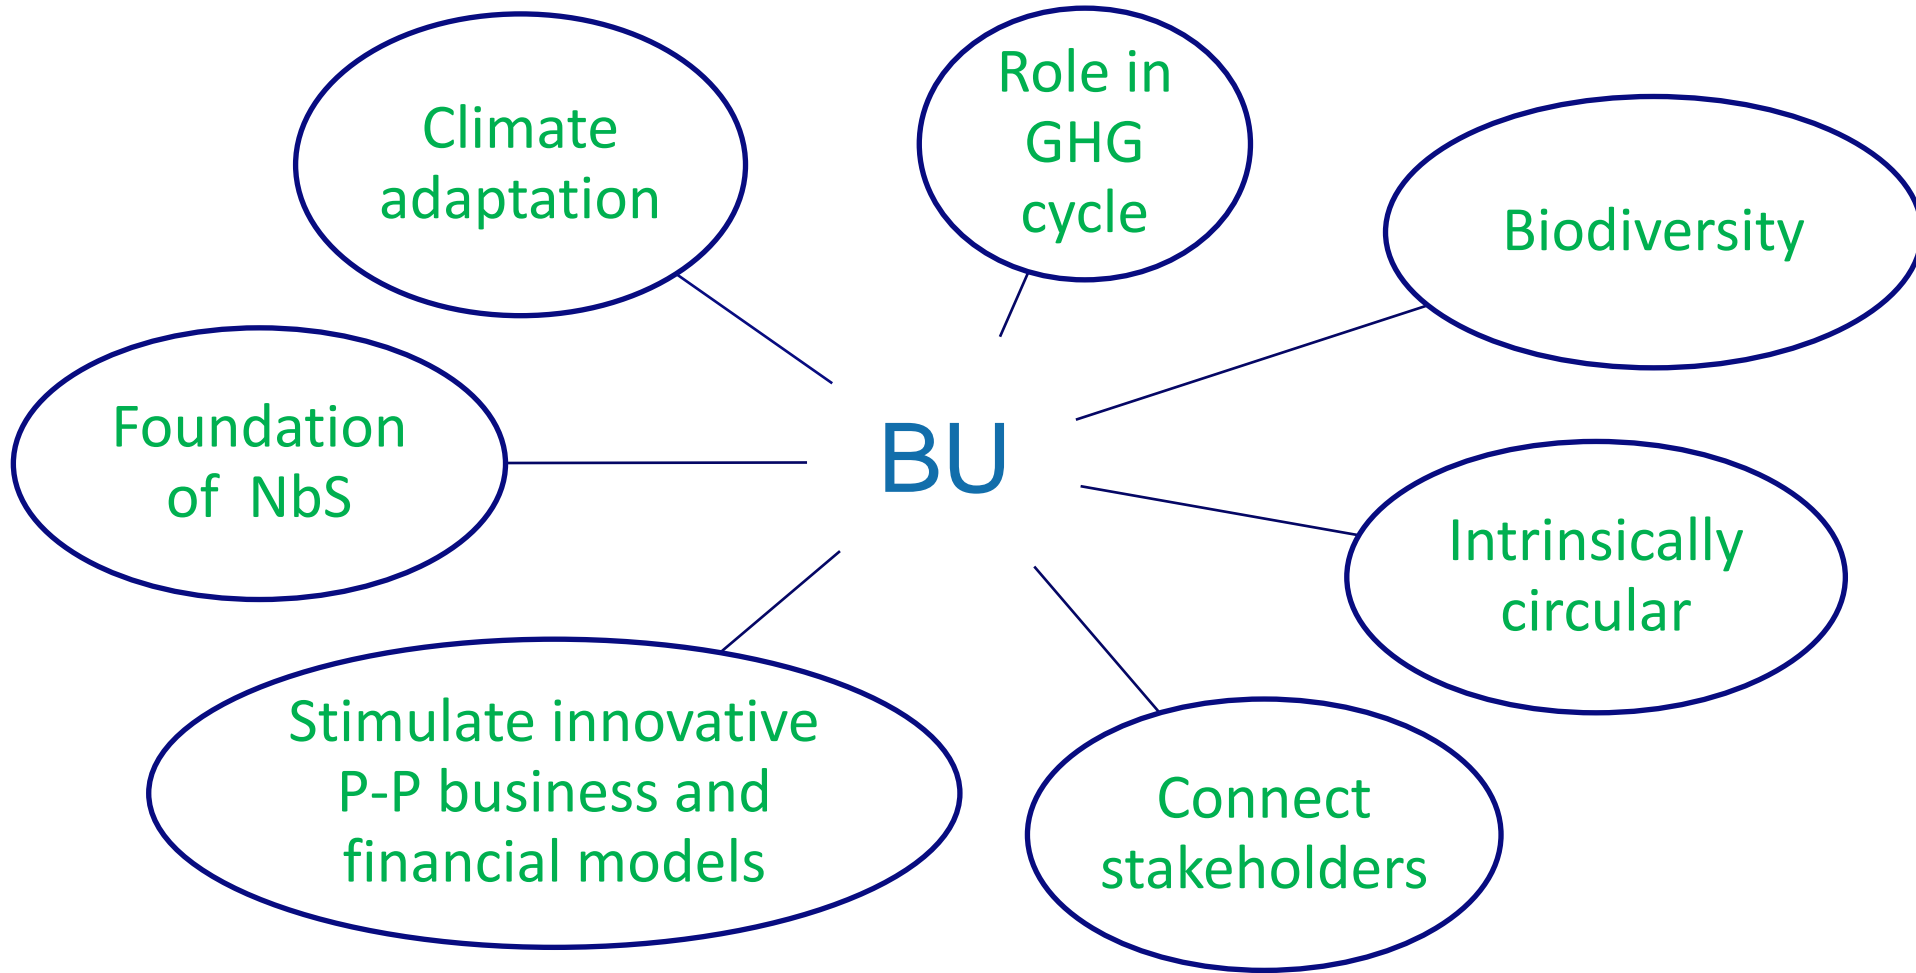 Climate
adaptation
Role in
GHG
cycle
Biodiversity
Foundation
of  NbS
BU
Intrinsically
circular
Stimulate innovative
P-P business and
financial models
Connect
stakeholders